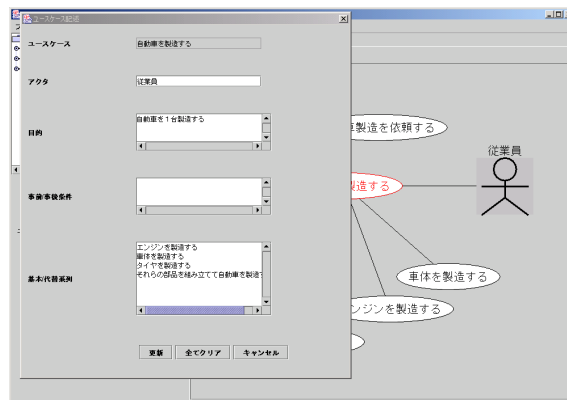 ユースケース記述
ユースケース
自動車を製造する
アクタ
従業員
目的
自動車を１台製造する
事前/事後条件
基本/代替系列
エンジンを製造する
車体を製造する
タイヤを製造する
それらの部品を組み立てて自動車を製造
更新
全てクリア
キャンセル
製造を依頼する
従業員
製造する
車体を製造する
ンジンを製造する